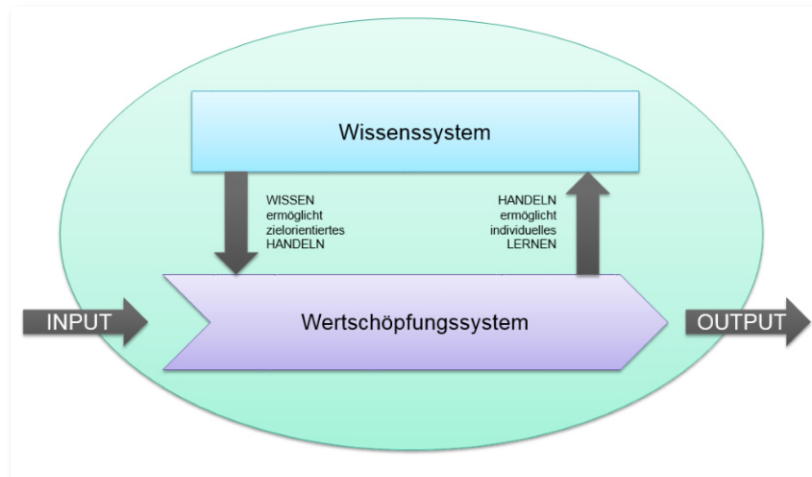 Wissenssystem
WISSEN
ermöglicht
zielorientiertes
HANDELN
HANDELN
ermöglicht
individuelles
LERNEN
INPUT
Wertschöpfungssystem
OUTPUT